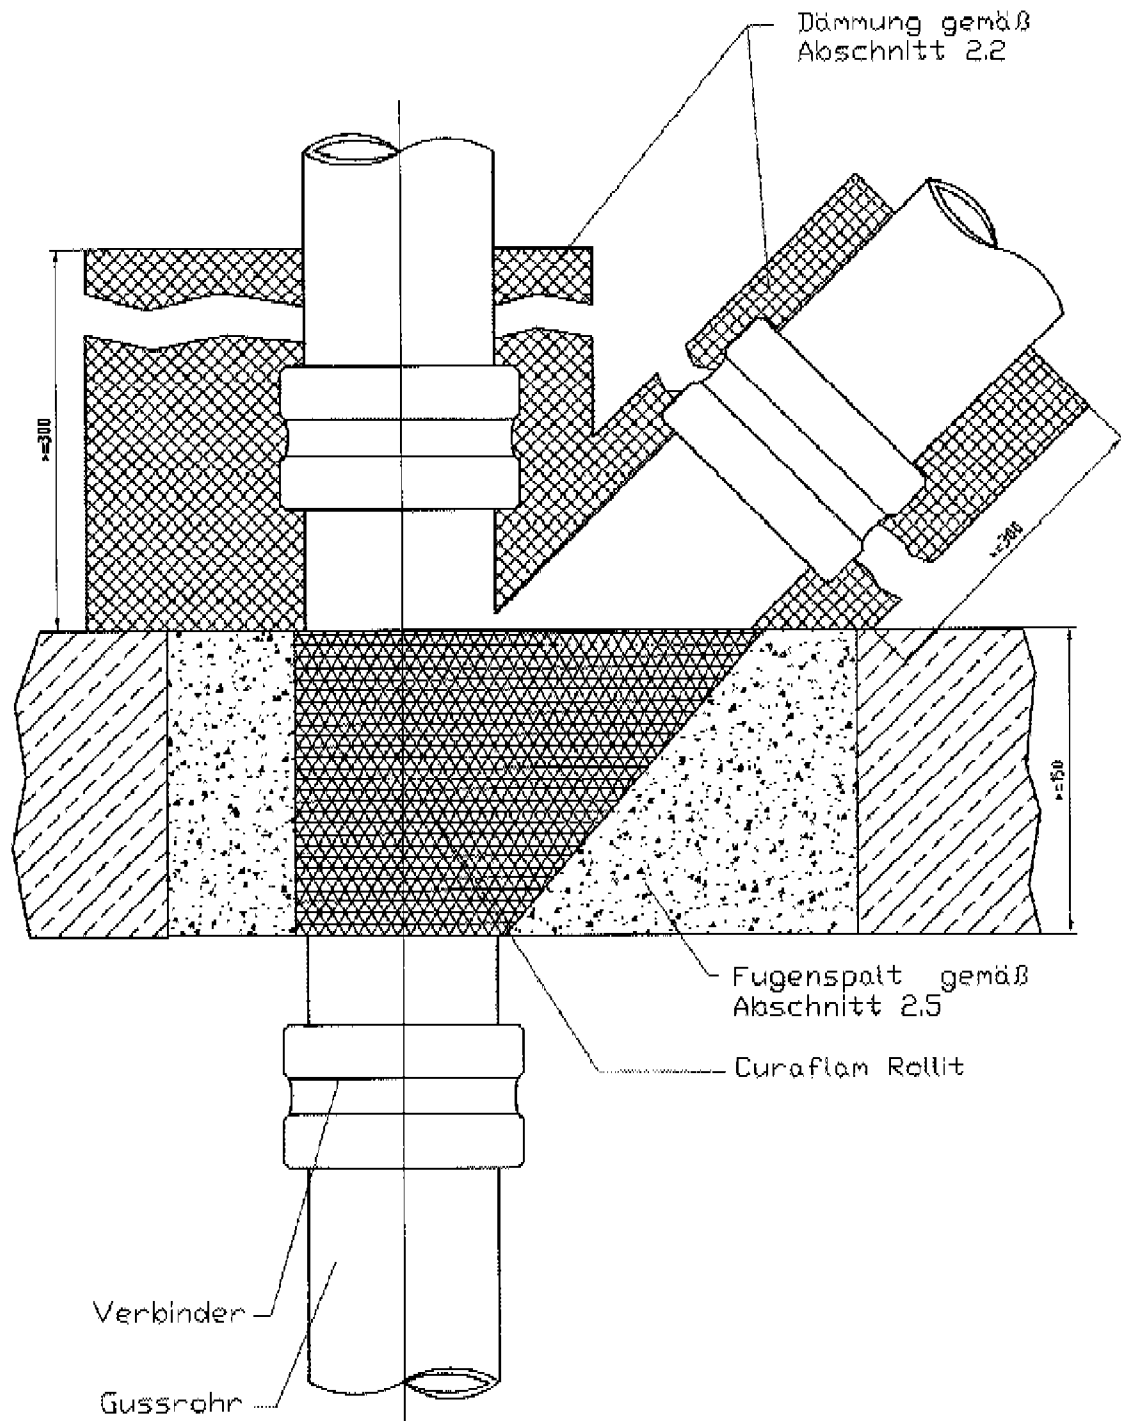 Dämmung gemäß
Abschnitt 2.2
>=300
>=300
>=150
Fugenspalt gemäß
Abschnitt 2.5
Curaflam Rollit
Verbinder
Gussrohr